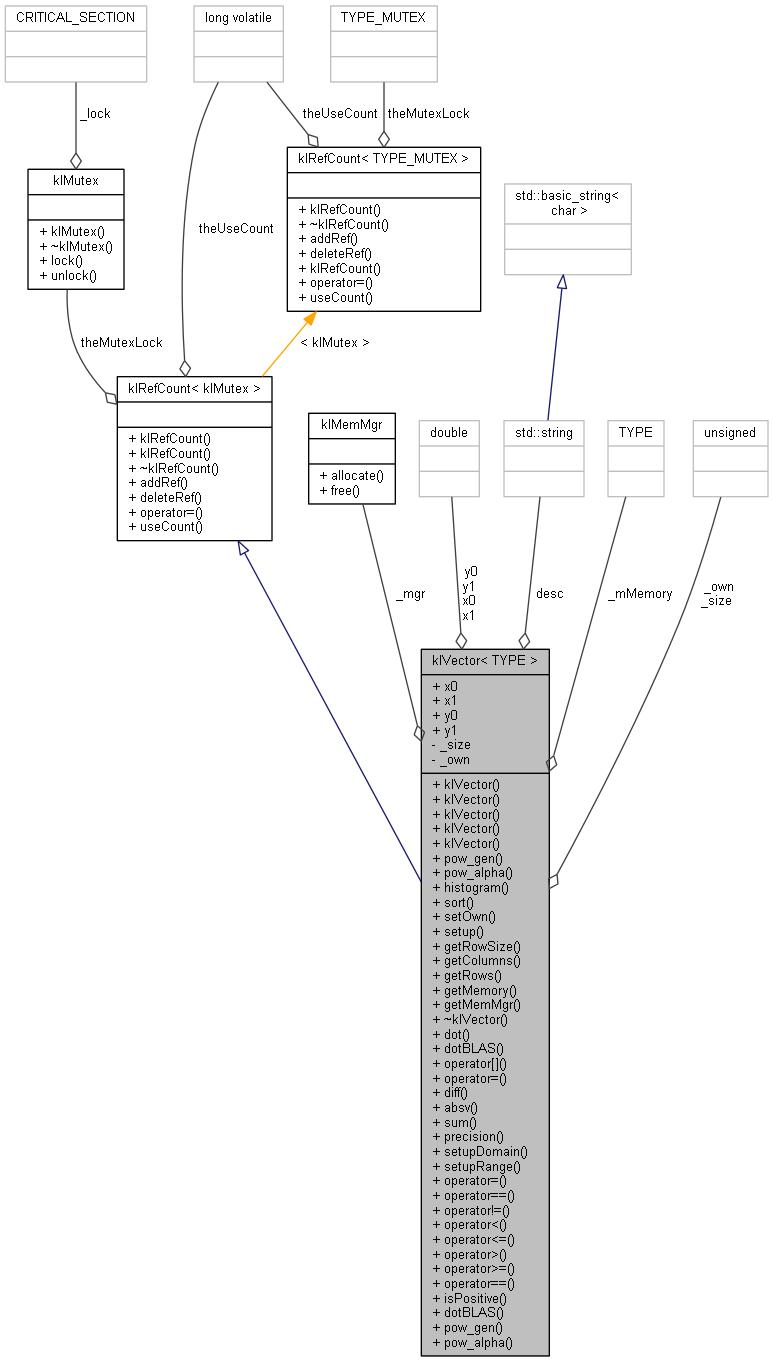 CRITICAL_SECTION
long volatile
TYPE_MUTEX
_lock
theUseCount
theMutexLock
klMutex
+ klMutex()
+ ~klMutex()
+ lock()
+ unlock()
klRefCount< TYPE_MUTEX >
+ klRefCount()
+ ~klRefCount()
+ addRef()
+ deleteRef()
+ klRefCount()
+ operator=()
+ useCount()
std::basic_string<
char >
theUseCount
theMutexLock
< klMutex >
klRefCount< klMutex >
+ klRefCount()
+ klRefCount()
+ ~klRefCount()
+ addRef()
+ deleteRef()
+ operator=()
+ useCount()
klMemMgr
+ allocate()
+ free()
double
std::string
TYPE
unsigned
_mgr
y0
y1
x0
x1
desc
_mMemory
_own
_size
klVector< TYPE >
+ x0
+ x1
+ y0
+ y1
- _size
- _own
+ klVector()
+ klVector()
+ klVector()
+ klVector()
+ klVector()
+ pow_gen()
+ pow_alpha()
+ histogram()
+ sort()
+ setOwn()
+ setup()
+ getRowSize()
+ getColumns()
+ getRows()
+ getMemory()
+ getMemMgr()
+ ~klVector()
+ dot()
+ dotBLAS()
+ operator[]()
+ operator=()
+ diff()
+ absv()
+ sum()
+ precision()
+ setupDomain()
+ setupRange()
+ operator=()
+ operator==()
+ operator!=()
+ operator<()
+ operator<=()
+ operator>()
+ operator>=()
+ operator==()
+ isPositive()
+ dotBLAS()
+ pow_gen()
+ pow_alpha()